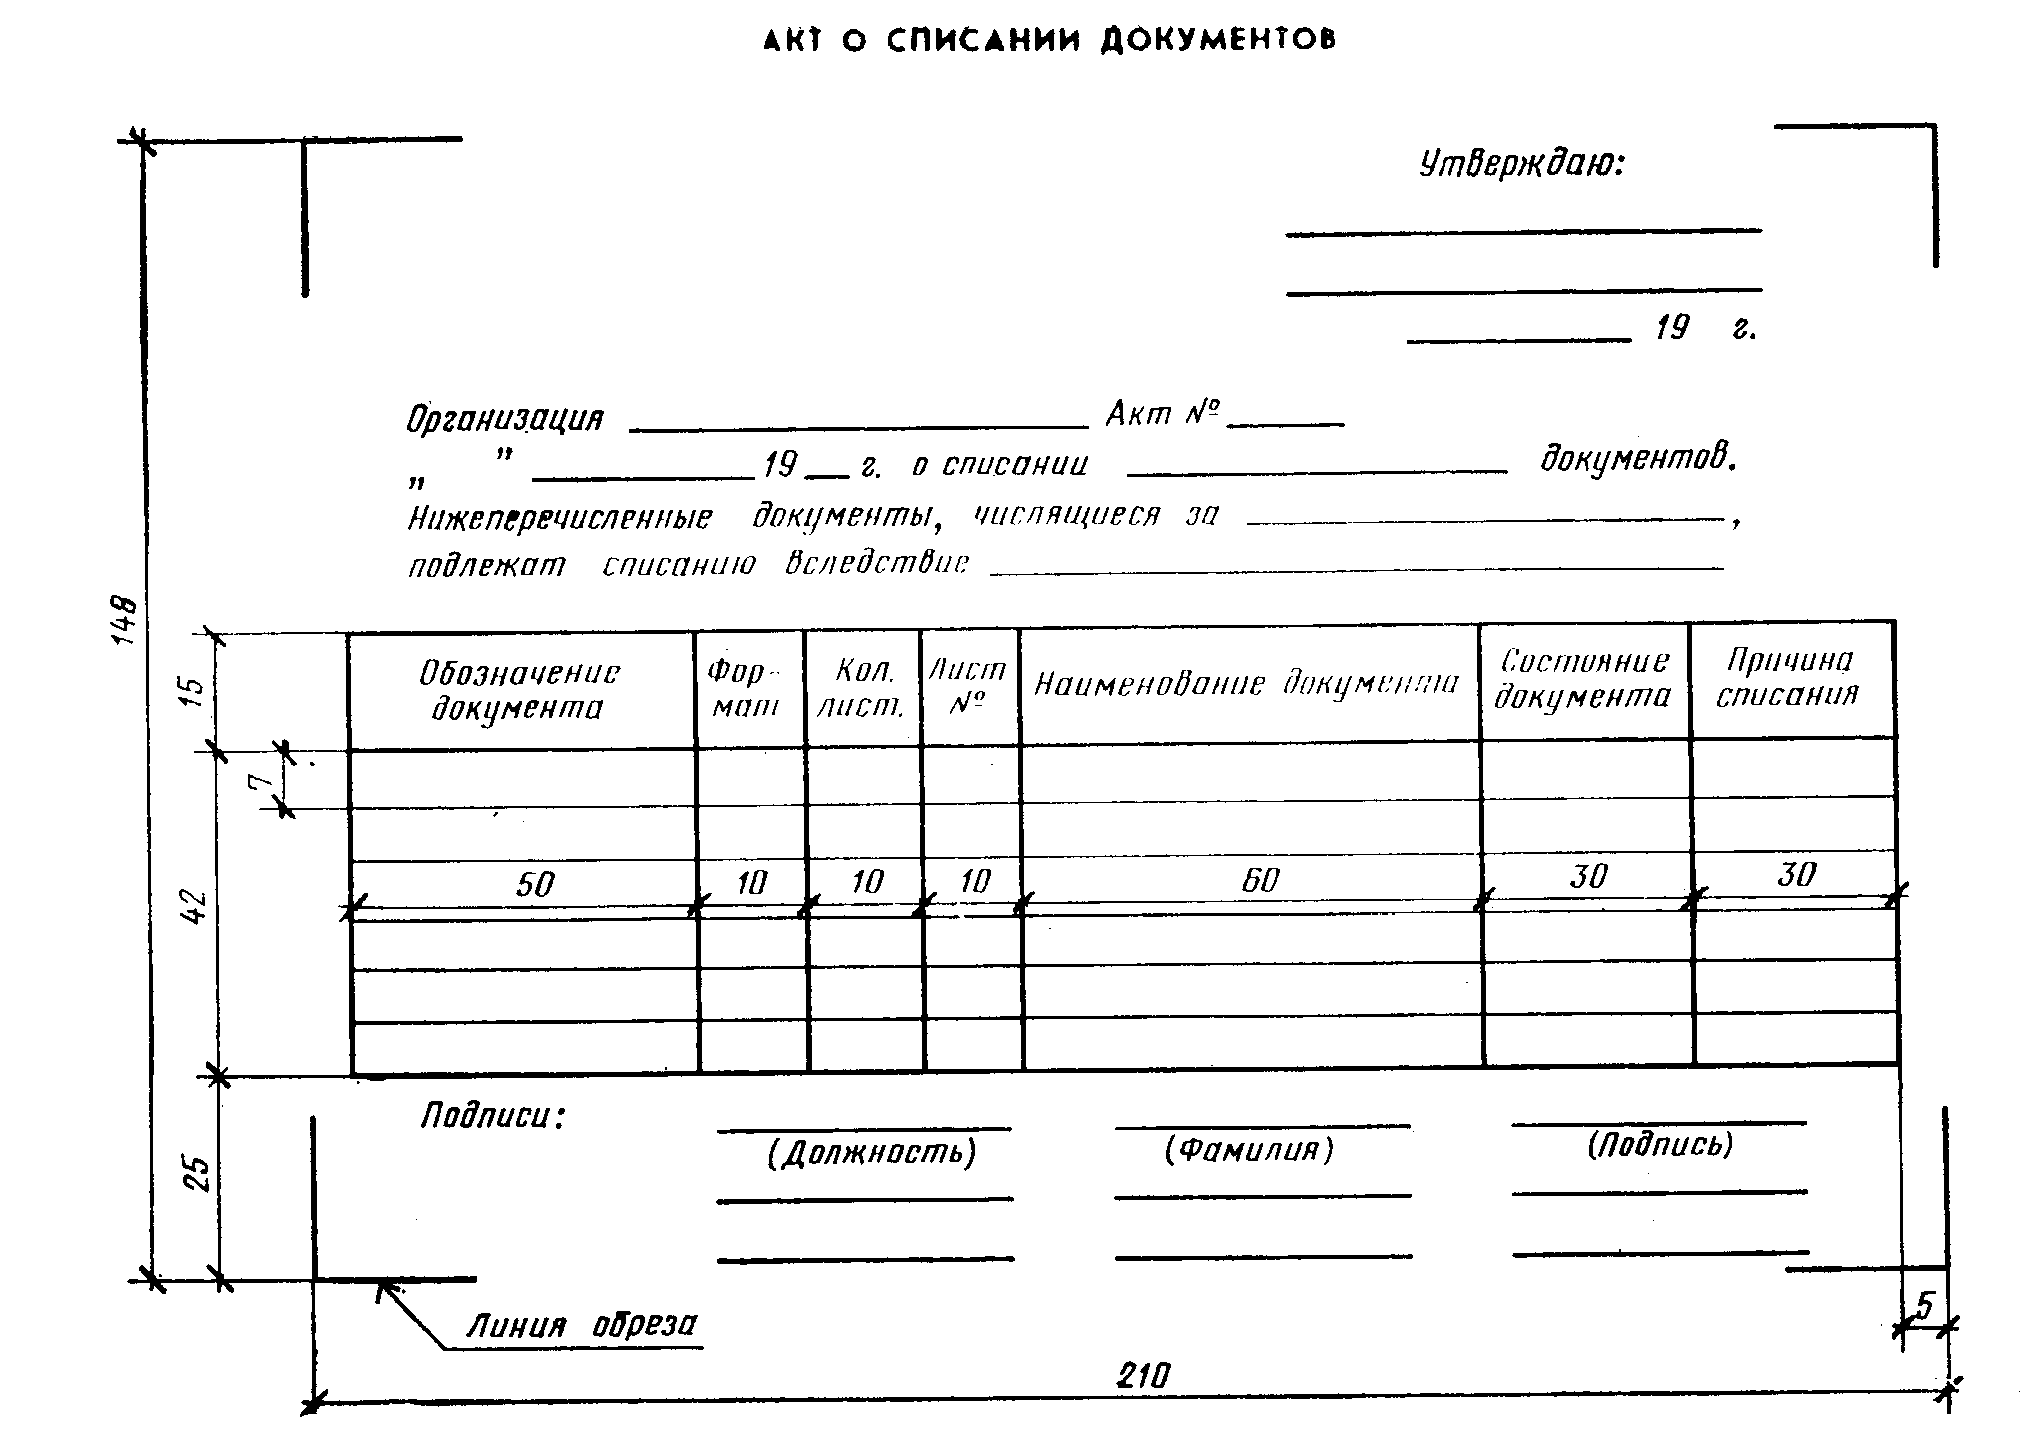 АКТ О СПИСАНИИ ДОКУМЕНТОВ
Утверждаю:
19 г.
Организация Акт №
„ " 19 г. о списании документов.
Нижеперечисленные документы, числящиеся за ,
подлежат списанию вследствие
148
15
7
42
25
Обозначение
документа
Фор-
мат
Кол.
лист.
Лист
№
Наименование документа
Состояние
документа
Причина
списания
50 10 10 10 60 30 30
Подписи:
(Должность) (Фамилия) (Подпись)
Линия обреза
5
210